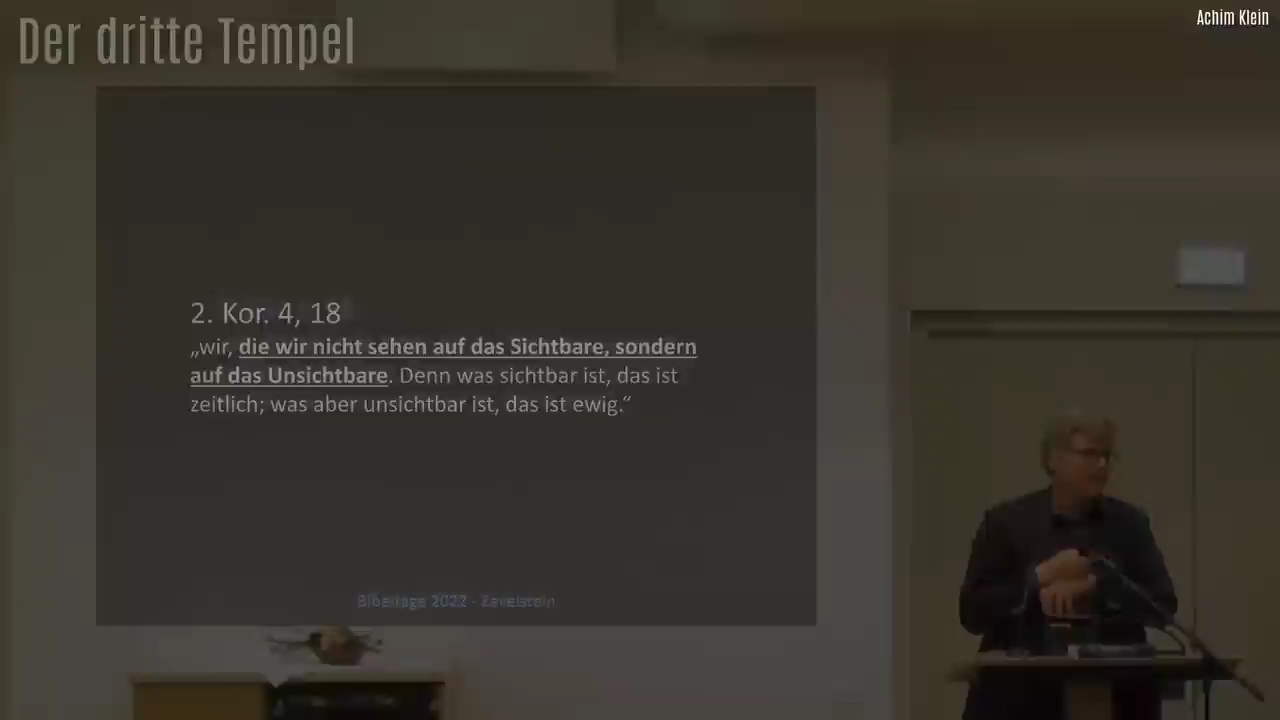 Der dritte Tempel
Achim Klein
2. Kor. 4, 18
„wir, die wir nicht sehen auf das Sichtbare, sondern
auf das Unsichtbare. Denn was sichtbar ist, das ist
zeitlich; was aber unsichtbar ist, das ist ewig.“
Bibeltage 2022 - Zavelstein